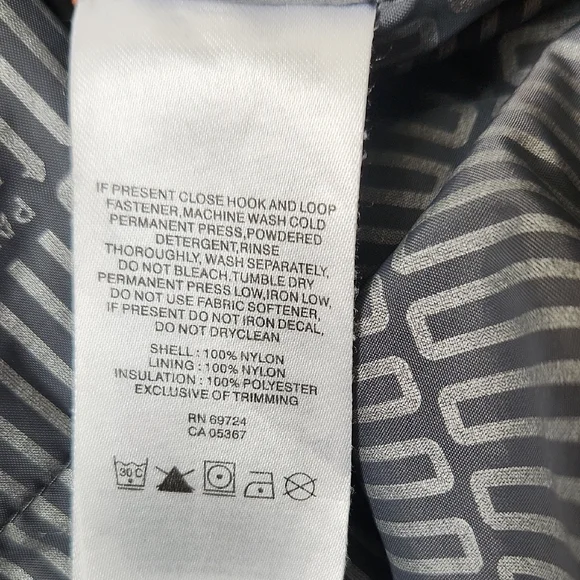 IF PRESENT CLOSE HOOK AND LOOP
FASTENER,MACHINE WASH COLD
PERMANENT PRESS,POWDERED
DETERGENT,RINSE
THOROUGHLY, WASH SEPARATELY,
DO NOT BLEACH.TUMBLE DRY
PERMANENT PRESS LOW,IRON LOW,
DO NOT USE FABRIC SOFTENER,
IF PRESENT DO NOT IRON DECAL,
DO NOT DRYCLEAN
SHELL : 100% NYLON
LINING : 100% NYLON
INSULATION : 100% POLYESTER
EXCLUSIVE OF TRIMMING
RN 69724
CA 05367
30 C